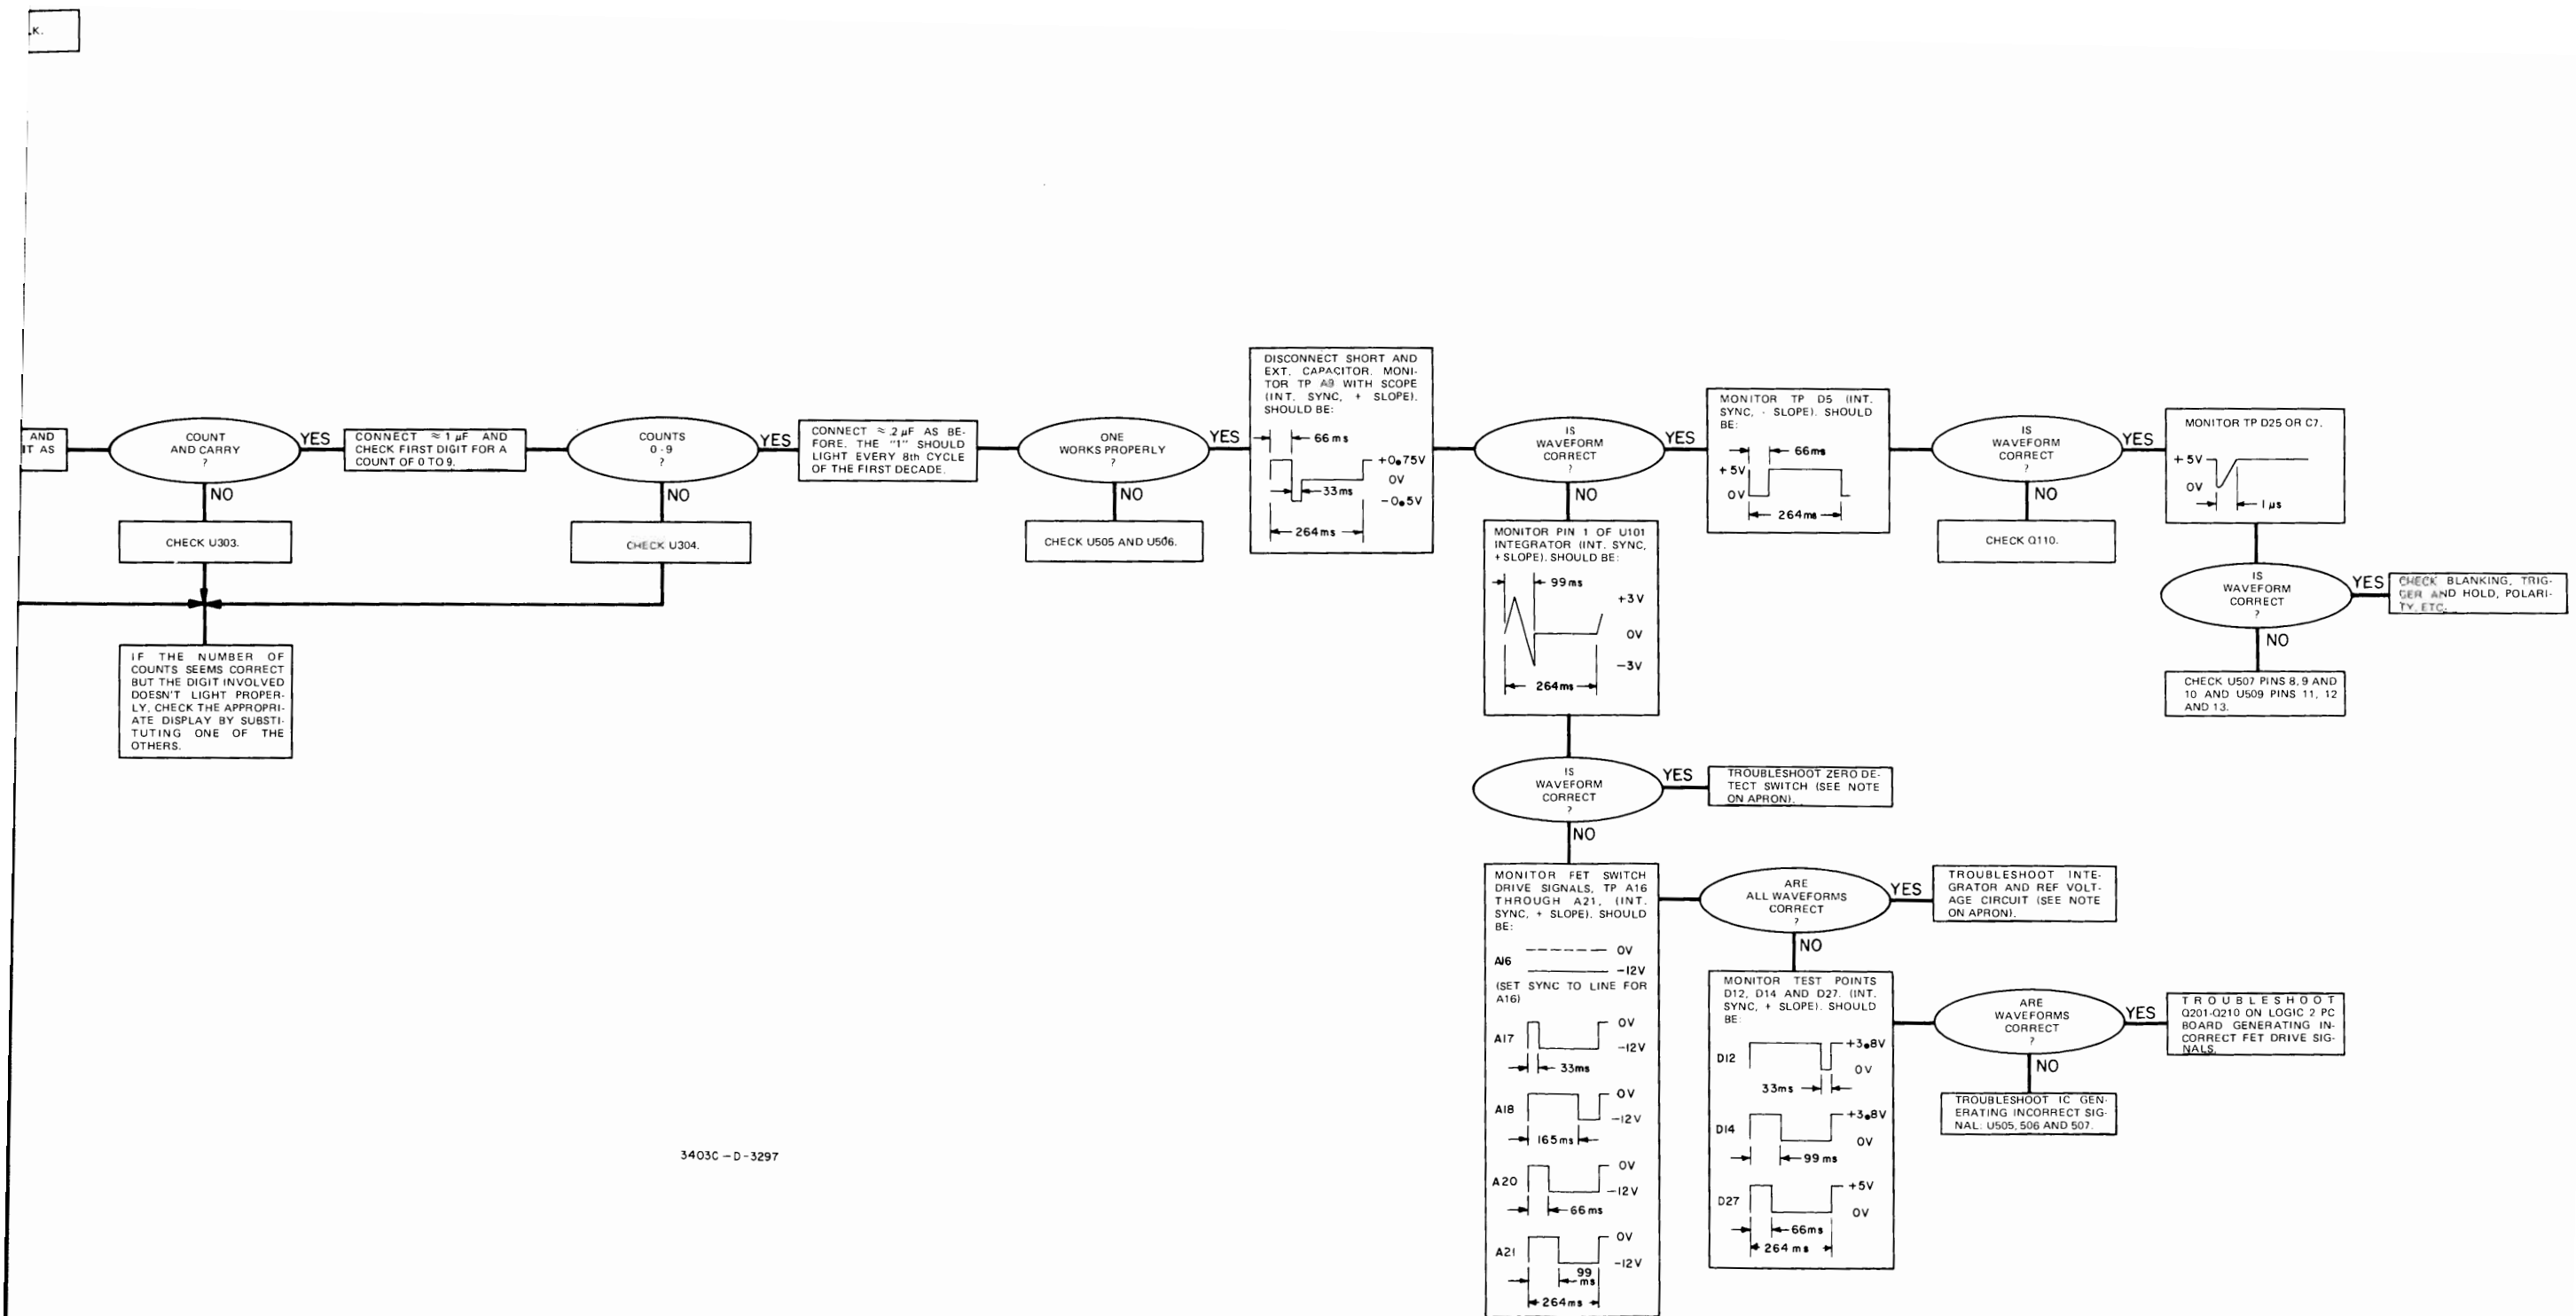 K.
AND
IT AS
COUNT
AND CARRY
?
YES
NO
CHECK U303.
CONNECT ≈ 1 µF AND
CHECK FIRST DIGIT FOR A
COUNT OF 0 TO 9.
COUNTS
0 - 9
?
YES
NO
CHECK U304.
IF THE NUMBER OF
COUNTS SEEMS CORRECT
BUT THE DIGIT INVOLVED
DOESN'T LIGHT PROPER-
LY, CHECK THE APPROPRI-
ATE DISPLAY BY SUBSTI-
TUTING ONE OF THE
OTHERS.
CONNECT ≈ .2 µF AS BE-
FORE. THE "1" SHOULD
LIGHT EVERY 8th CYCLE
OF THE FIRST DECADE.
ONE
WORKS PROPERLY
?
YES
NO
CHECK U505 AND U506.
DISCONNECT SHORT AND
EXT. CAPACITOR. MONI-
TOR TP A9 WITH SCOPE
(INT. SYNC, + SLOPE).
SHOULD BE:
66 ms
+0.75V
0V
33ms
-0.5V
264ms
IS
WAVEFORM
CORRECT
?
YES
NO
MONITOR TP D5 (INT.
SYNC, - SLOPE). SHOULD
BE:
66ms
+5V
0V
264ms
IS
WAVEFORM
CORRECT
?
YES
NO
CHECK Q110.
MONITOR TP D25 OR C7.
+5V
0V
1 µs
IS
WAVEFORM
CORRECT
?
YES
CHECK BLANKING, TRIG-
GER AND HOLD, POLARI-
TY, ETC.
NO
CHECK U507 PINS 8, 9 AND
10 AND U509 PINS 11, 12
AND 13.
MONITOR PIN 1 OF U101
INTEGRATOR (INT. SYNC,
+ SLOPE). SHOULD BE:
99ms
+3V
0V
-3V
264ms
IS
WAVEFORM
CORRECT
?
YES
TROUBLESHOOT ZERO DE-
TECT SWITCH (SEE NOTE
ON APRON).
NO
MONITOR FET SWITCH
DRIVE SIGNALS, TP A16
THROUGH A21, (INT.
SYNC, + SLOPE). SHOULD
BE:
0V
A16
-12V
(SET SYNC TO LINE FOR
A16)
0V
A17
-12V
33ms
0V
A18
-12V
165ms
0V
A20
-12V
66ms
0V
A21
-12V
99
ms
264ms
ARE
ALL WAVEFORMS
CORRECT
?
YES
TROUBLESHOOT INTE-
GRATOR AND REF VOLT-
AGE CIRCUIT (SEE NOTE
ON APRON).
NO
MONITOR TEST POINTS
D12, D14 AND D27. (INT.
SYNC, + SLOPE). SHOULD
BE:
+3.8V
D12
0V
33ms
+3.8V
D14
0V
99 ms
+5V
D27
0V
66ms
264 ms
ARE
WAVEFORMS
CORRECT
?
YES
TROUBLESHOOT
Q201-Q210 ON LOGIC 2 PC
BOARD GENERATING IN-
CORRECT FET DRIVE SIG-
NALS.
NO
TROUBLESHOOT IC GEN-
ERATING INCORRECT SIG-
NAL: U505, 506 AND 507.
3403C-D-3297